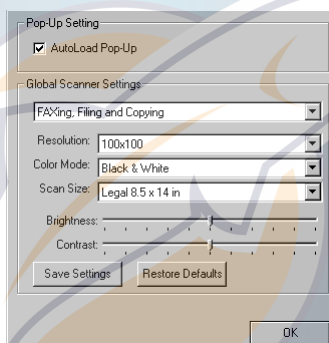 Pop-Up Setting
AutoLoad Pop-Up
Global Scanner Settings
FAXing, Filing and Copying
Resolution: 100x100
Color Mode: Black & White
Scan Size: Legal 8.5 x 14 in
Brightness:
Contrast:
Save Settings Restore Defaults
OK